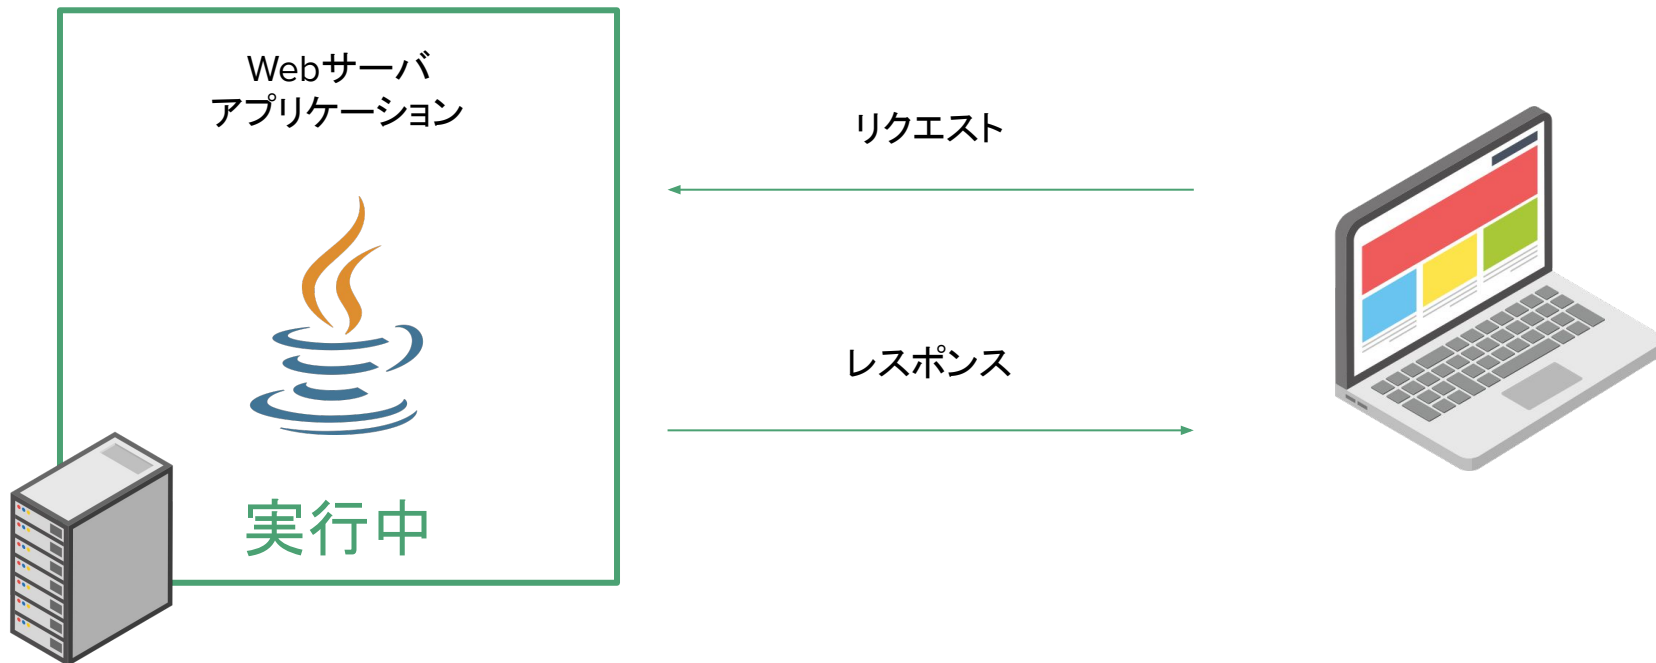 Webサーバ
アプリケーション
リクエスト
レスポンス
実行中